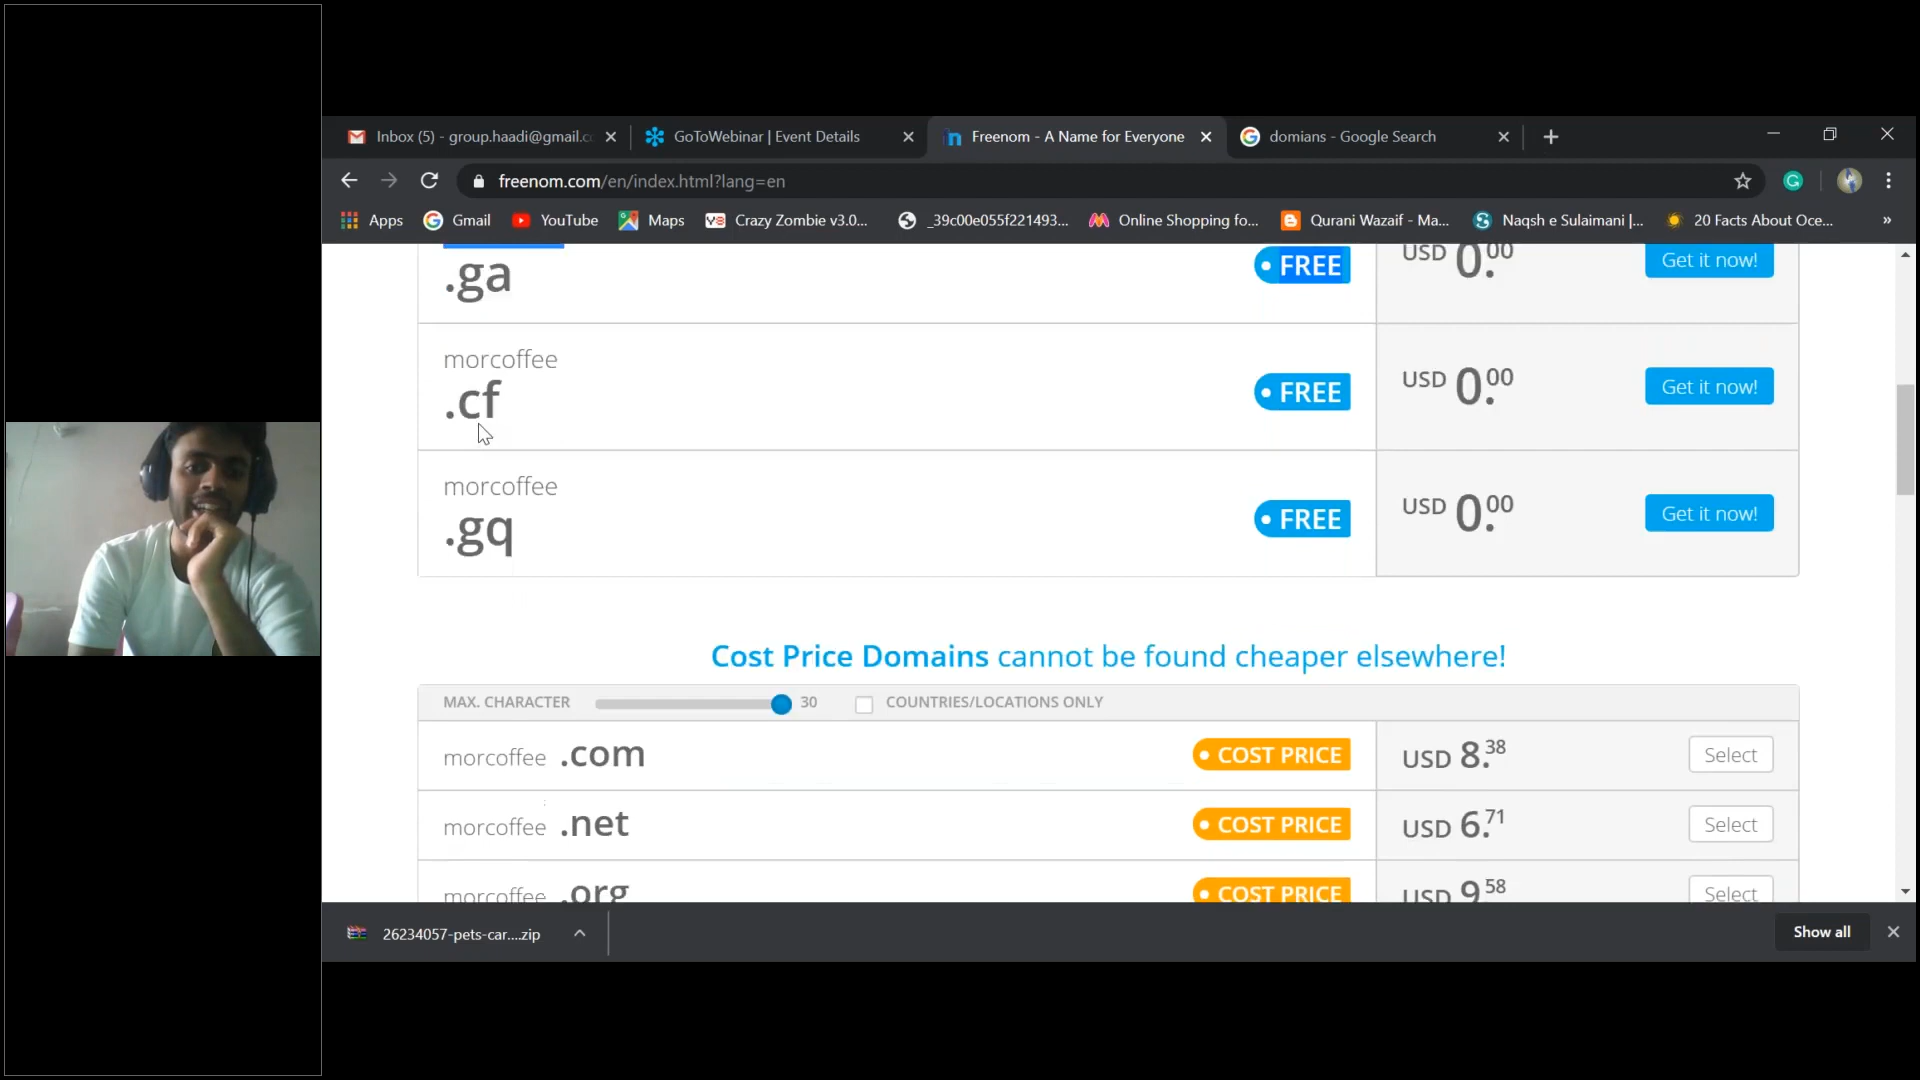 Inbox (5) - group.haadi@gmail.c
GoToWebinar | Event Details
Freenom - A Name for Everyone
domians - Google Search
freenom.com/en/index.html?lang=en
Apps
Gmail
YouTube
Maps
Crazy Zombie v3.0...
_39c00e055f221493...
Online Shopping fo...
Qurani Wazaif - Ma...
Naqsh e Sulaimani |...
20 Facts About Oce...
»
.ga FREE USD 0.00 Get it now!
morcoffee
.cf FREE USD 0.00 Get it now!
morcoffee
.gq FREE USD 0.00 Get it now!
Cost Price Domains cannot be found cheaper elsewhere!
MAX. CHARACTER 30 COUNTRIES/LOCATIONS ONLY
morcoffee .com COST PRICE USD 8.38 Select
morcoffee .net COST PRICE USD 6.71 Select
morcoffee .org COST PRICE USD 9.58 Select
26234057-pets-car....zip
Show all